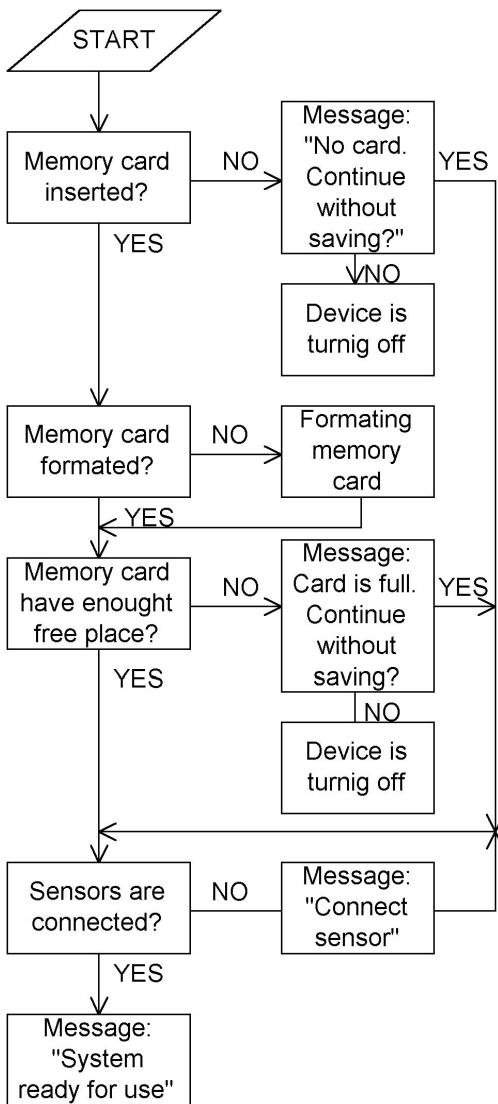 START
Memory card
inserted?
NO
Message:
"No card.
Continue
without
saving?"
YES
YES
NO
Device is
turnig off
Memory card
formated?
NO
Formating
memory
card
YES
Memory card
have enought
free place?
NO
Message:
Card is full.
Continue
without
saving?
YES
YES
NO
Device is
turnig off
Sensors are
connected?
NO
Message:
"Connect
sensor"
YES
Message:
"System
ready for use"